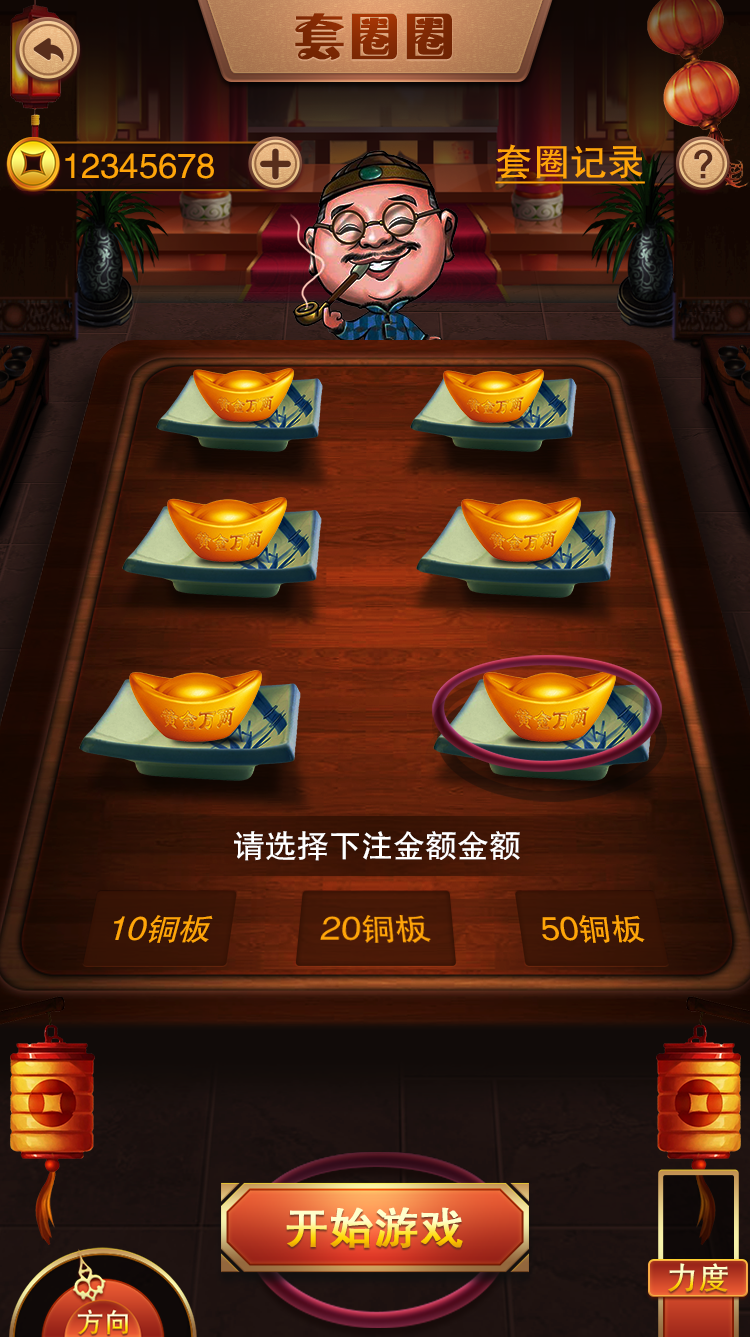 套圈圈
12345678
套圈记录
?
黄金万两
黄金万两
黄金万两
黄金万两
黄金万两
黄金万两
请选择下注金额金额
10铜板
20铜板
50铜板
开始游戏
力度
方向